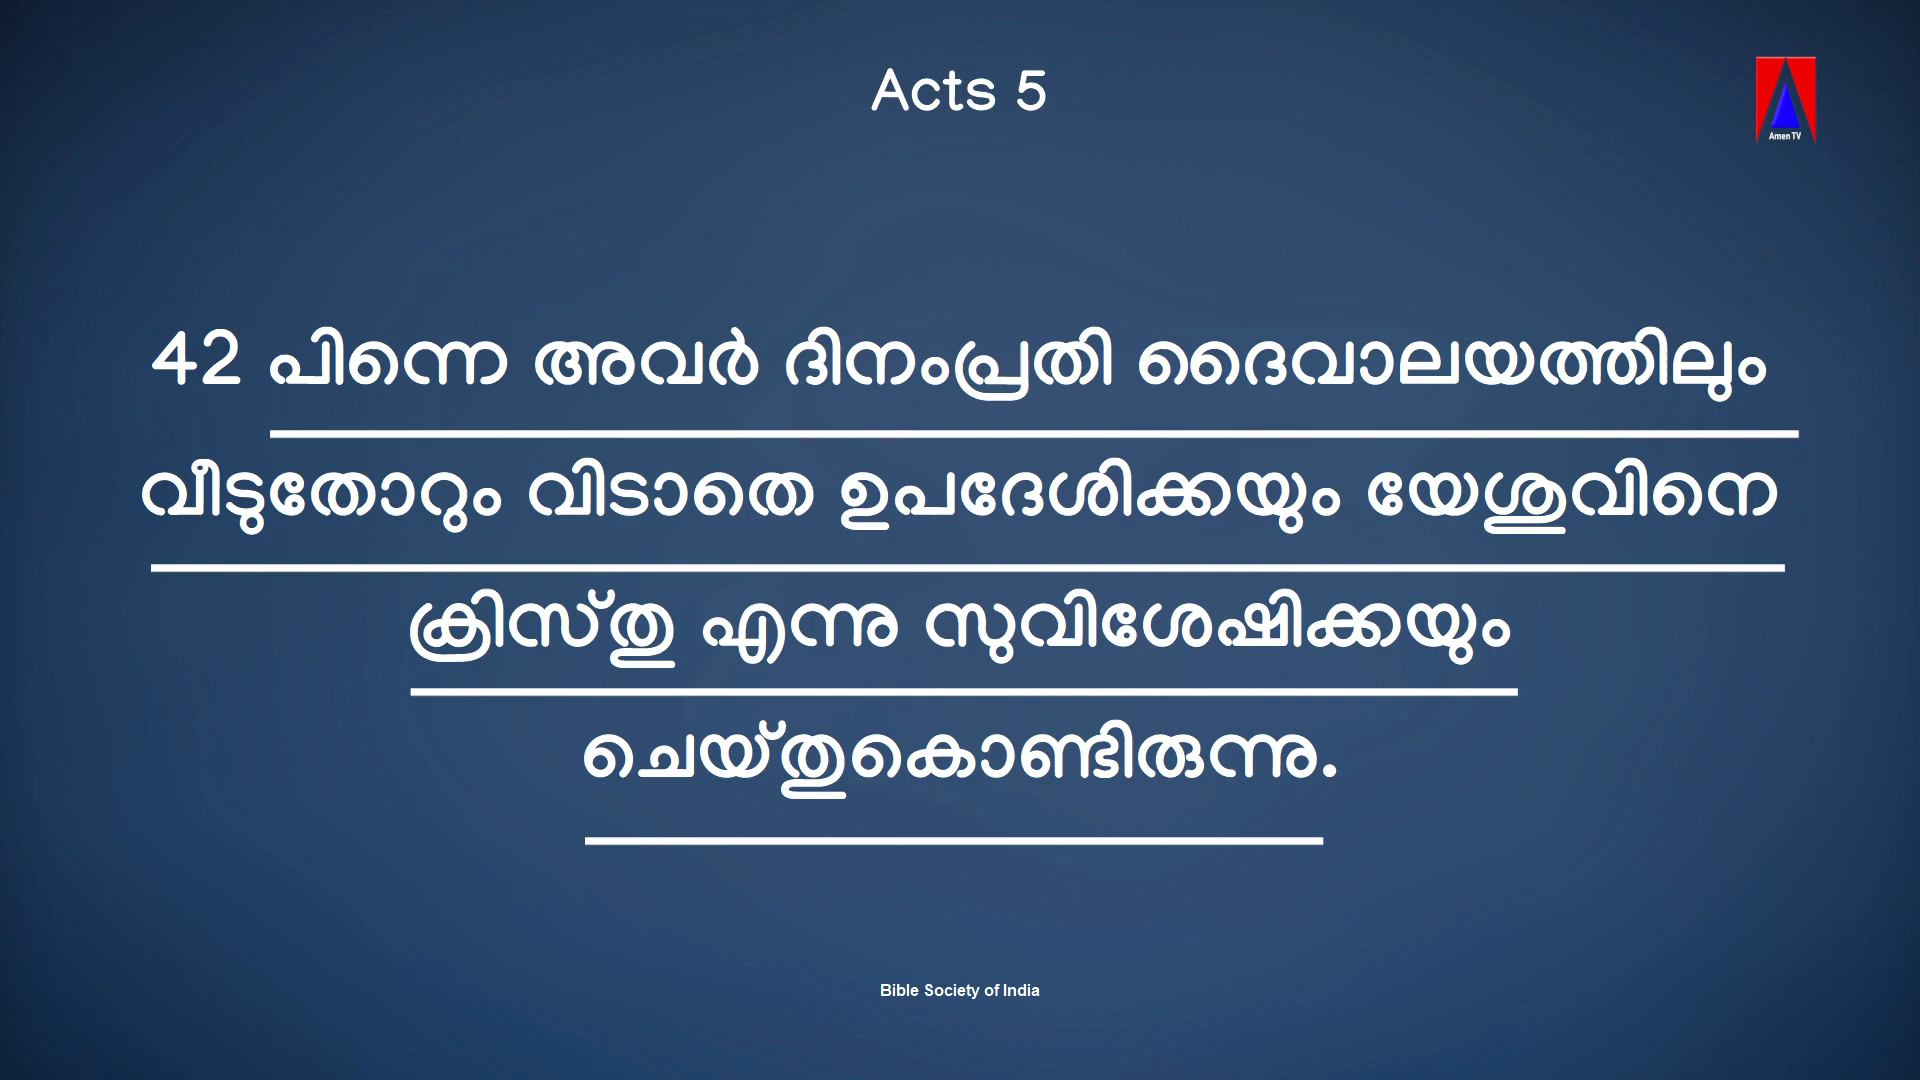 Acts 5
Amen TV
42 പിന്നെ അവർ ദിനംപ്രതി ദൈവാലയത്തിലും
വീടുതോറും വിടാതെ ഉപദേശിക്കയും യേശുവിനെ
ക്രിസ്തു എന്നു സുവിശേഷിക്കയും
ചെയ്തുകൊണ്ടിരുന്നു.
Bible Society of India